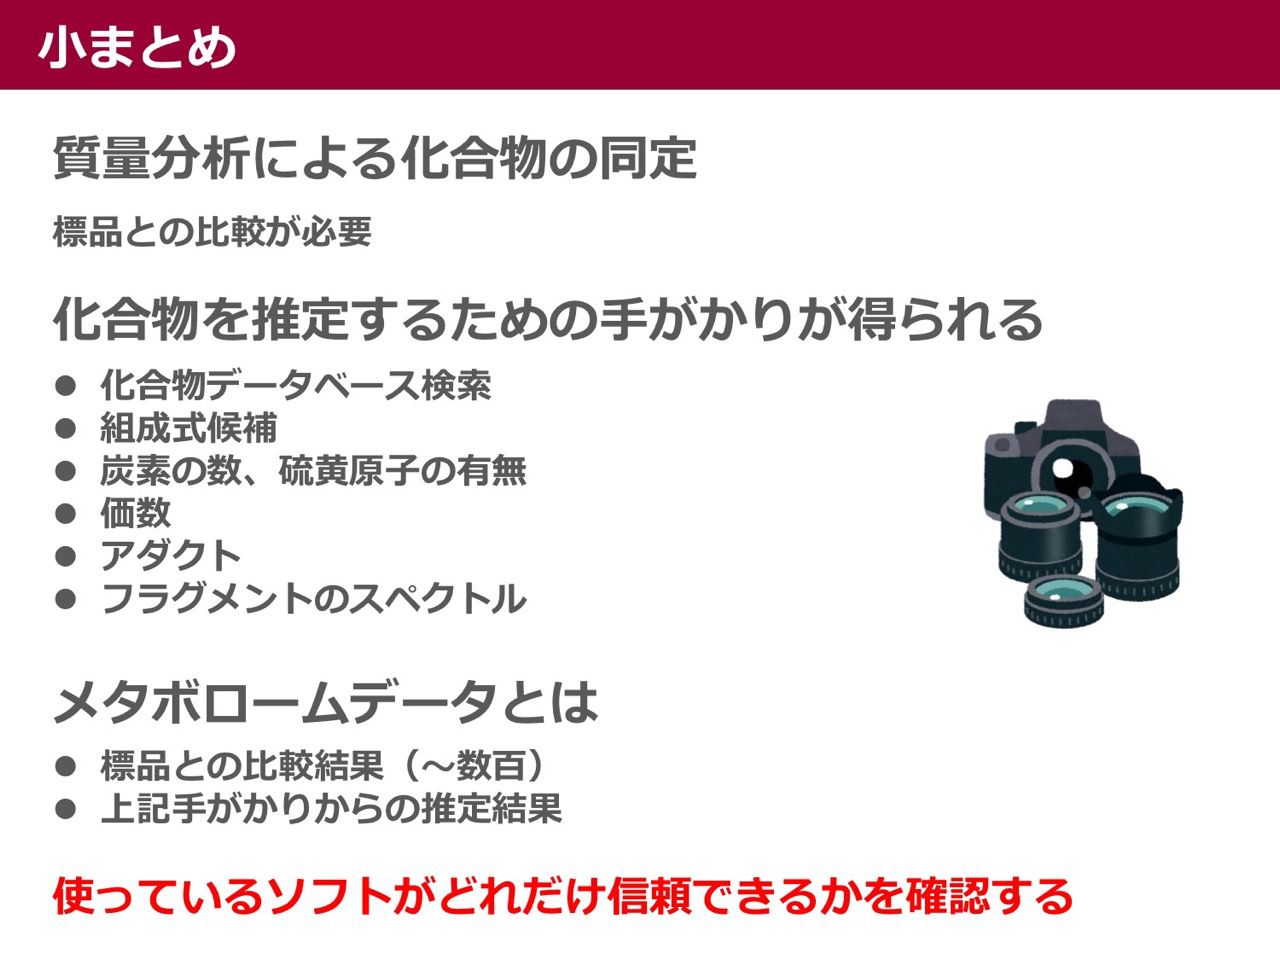 小まとめ
質量分析による化合物の同定
標品との比較が必要
化合物を推定するための手がかりが得られる
● 化合物データベース検索
● 組成式候補
● 炭素の数、硫黄原子の有無
● 価数
● アダクト
● フラグメントのスペクトル
メタボロームデータとは
● 標品との比較結果（～数百）
● 上記手がかりからの推定結果
使っているソフトがどれだけ信頼できるかを確認する